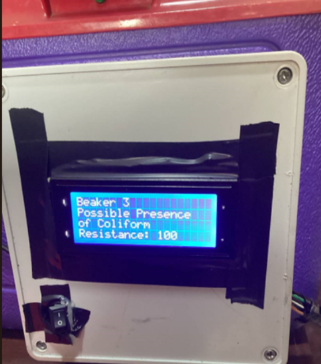 Beaker 3
Possible Presence
of Coliform
Resistance: 100